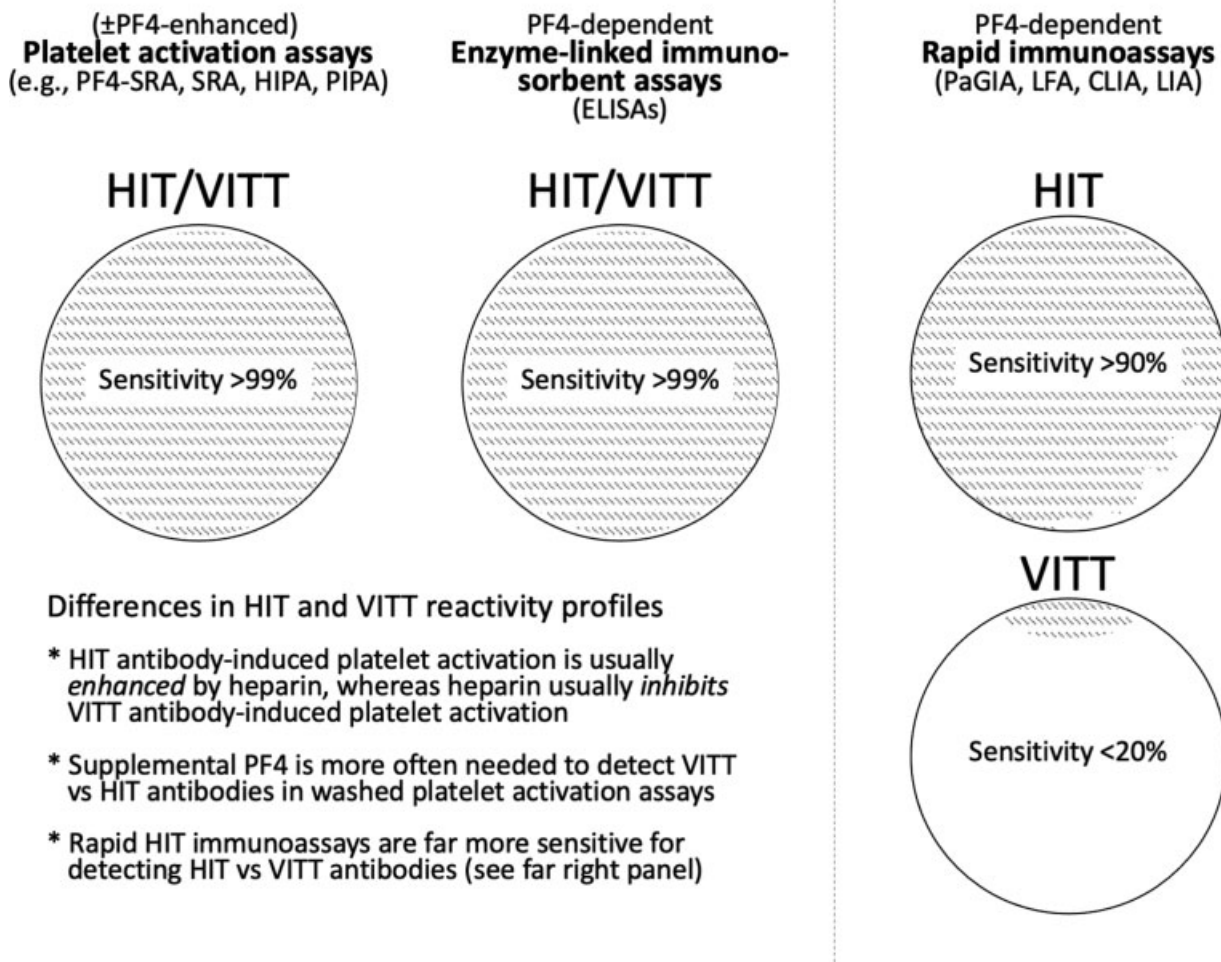 (±PF4-enhanced)
Platelet activation assays
(e.g., PF4-SRA, SRA, HIPA, PIPA)
PF4-dependent
Enzyme-linked immuno-
sorbent assays
(ELISAs)
PF4-dependent
Rapid immunoassays
(PaGIA, LFA, CLIA, LIA)
HIT/VITT
Sensitivity >99%
HIT/VITT
Sensitivity >99%
HIT
Sensitivity >90%
VITT
Sensitivity <20%
Differences in HIT and VITT reactivity profiles
* HIT antibody-induced platelet activation is usually
enhanced by heparin, whereas heparin usually inhibits
VITT antibody-induced platelet activation
* Supplemental PF4 is more often needed to detect VITT
vs HIT antibodies in washed platelet activation assays
* Rapid HIT immunoassays are far more sensitive for
detecting HIT vs VITT antibodies (see far right panel)